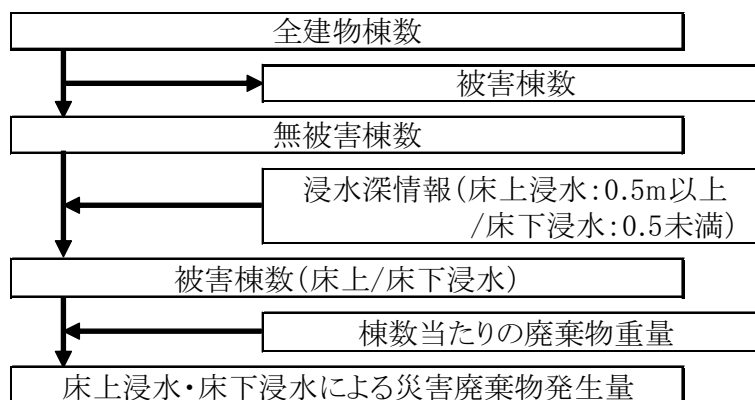 全建物棟数
被害棟数
無被害棟数
浸水深情報(床上浸水:0.5m以上
/床下浸水:0.5未満)
被害棟数(床上/床下浸水)
棟数当たりの廃棄物重量
床上浸水・床下浸水による災害廃棄物発生量